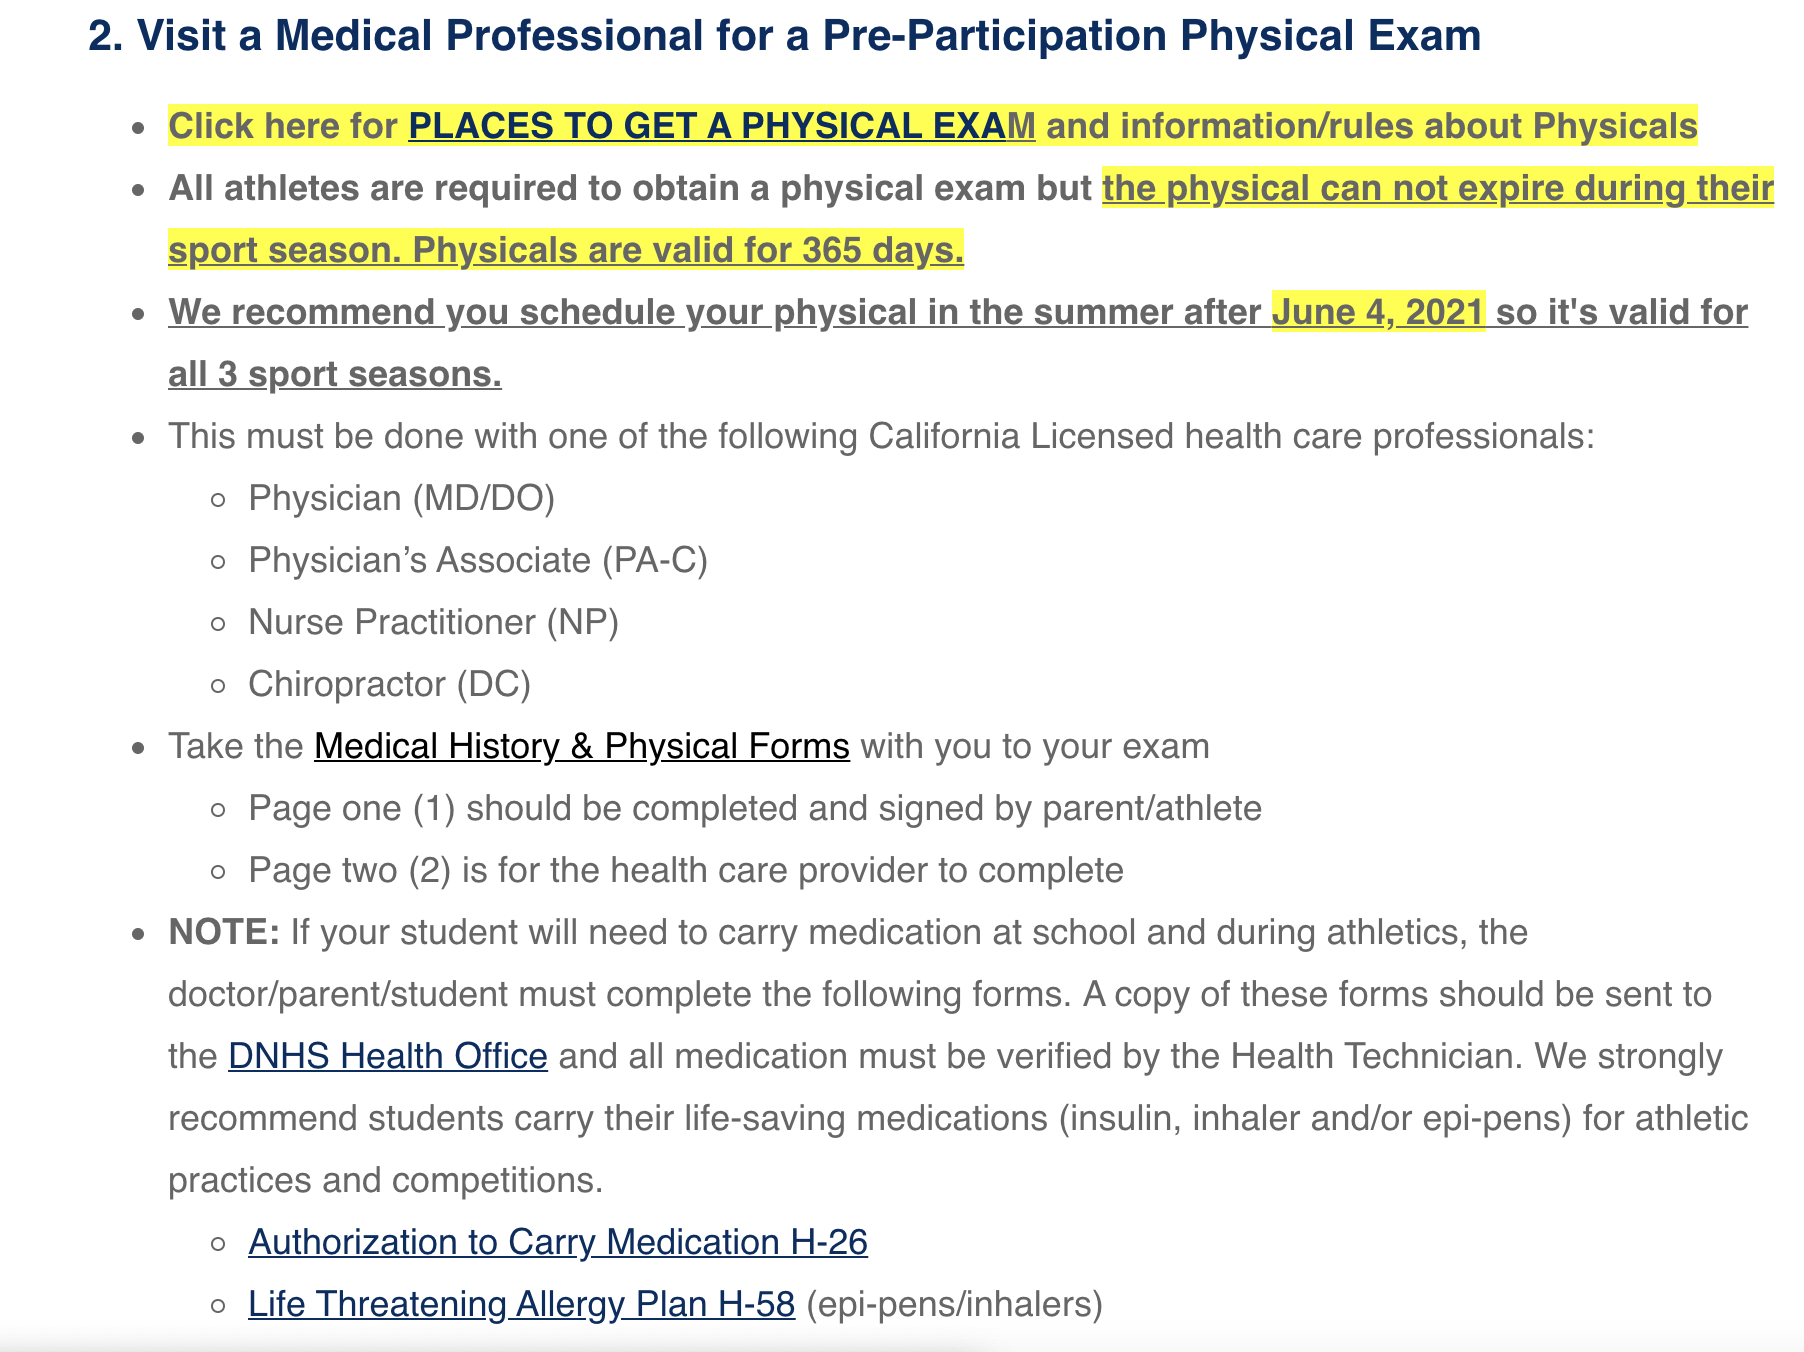 2. Visit a Medical Professional for a Pre-Participation Physical Exam
Click here for PLACES TO GET A PHYSICAL EXAM and information/rules about Physicals
All athletes are required to obtain a physical exam but the physical can not expire during their
sport season. Physicals are valid for 365 days.
We recommend you schedule your physical in the summer after June 4, 2021 so it's valid for
all 3 sport seasons.
This must be done with one of the following California Licensed health care professionals:
Physician (MD/DO)
Physician’s Associate (PA-C)
Nurse Practitioner (NP)
Chiropractor (DC)
Take the Medical History & Physical Forms with you to your exam
Page one (1) should be completed and signed by parent/athlete
Page two (2) is for the health care provider to complete
NOTE: If your student will need to carry medication at school and during athletics, the
doctor/parent/student must complete the following forms. A copy of these forms should be sent to
the DNHS Health Office and all medication must be verified by the Health Technician. We strongly
recommend students carry their life-saving medications (insulin, inhaler and/or epi-pens) for athletic
practices and competitions.
Authorization to Carry Medication H-26
Life Threatening Allergy Plan H-58 (epi-pens/inhalers)